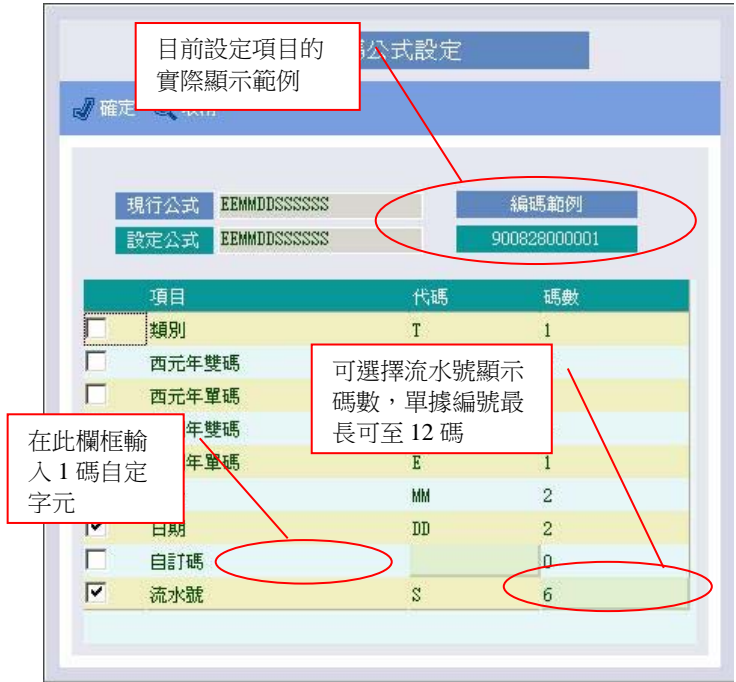 目前設定項目的
實際顯示範例
公式設定
確定
現行公式 EEMMDDSSSSSS 編碼範例
設定公式 EEMMDDSSSSSS 900828000001
項目 代碼 碼數
類別 T 1
西元年雙碼
西元年單碼
可選擇流水號顯示
碼數，單據編號最
長可至 12 碼
在此欄框輸
入 1 碼自定
字元
年雙碼
年單碼 E 1
MM 2
日期 DD 2
自訂碼 0
流水號 S 6